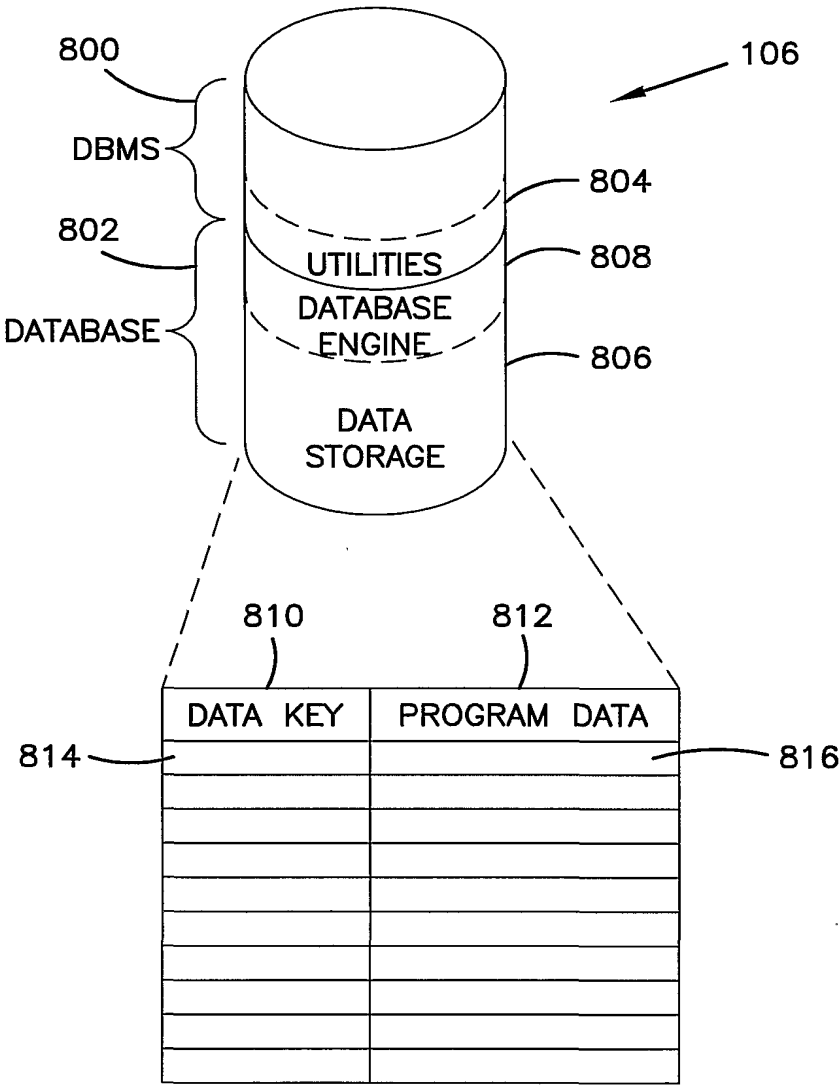 800
106
DBMS
804
802
808
UTILITIES
DATABASE
ENGINE
DATABASE
806
DATA
STORAGE
810
812
DATA KEY
PROGRAM DATA
814
816